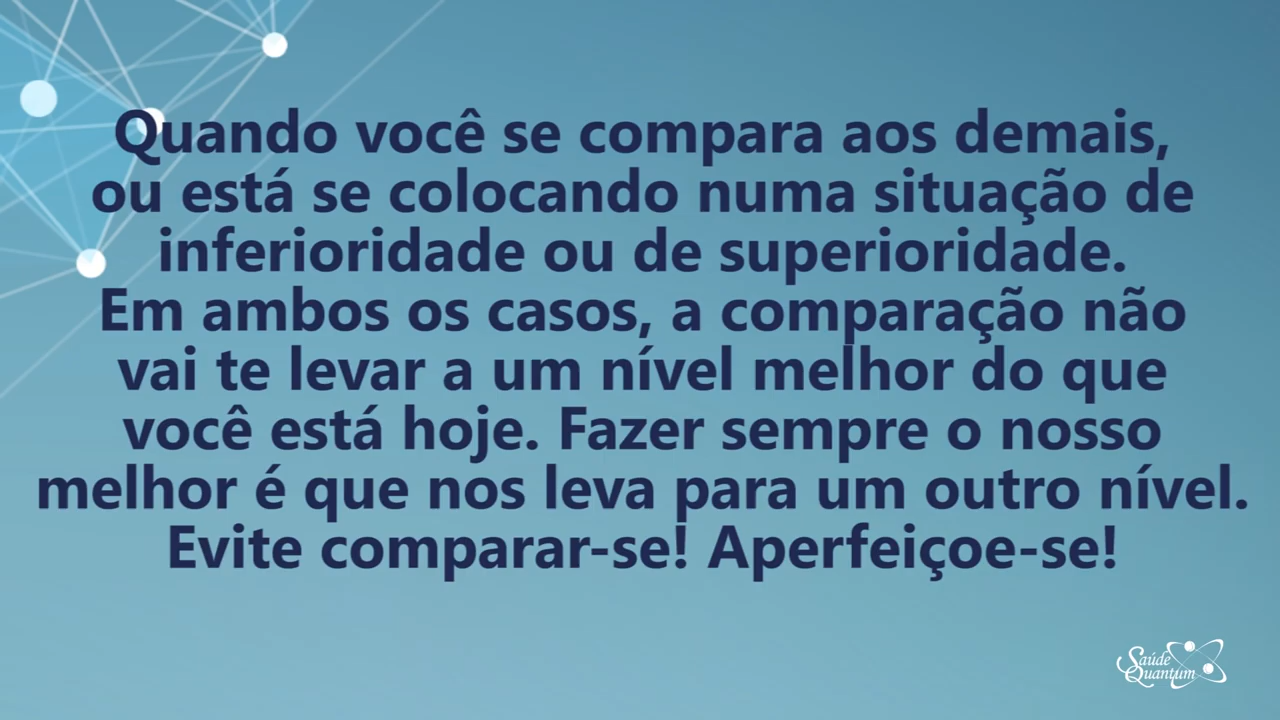 Quando você se compara aos demais,
ou está se colocando numa situação de
inferioridade ou de superioridade.
Em ambos os casos, a comparação não
vai te levar a um nível melhor do que
você está hoje. Fazer sempre o nosso
melhor é que nos leva para um outro nível.
Evite comparar-se! Aperfeiçoe-se!
Saúde
Quantum